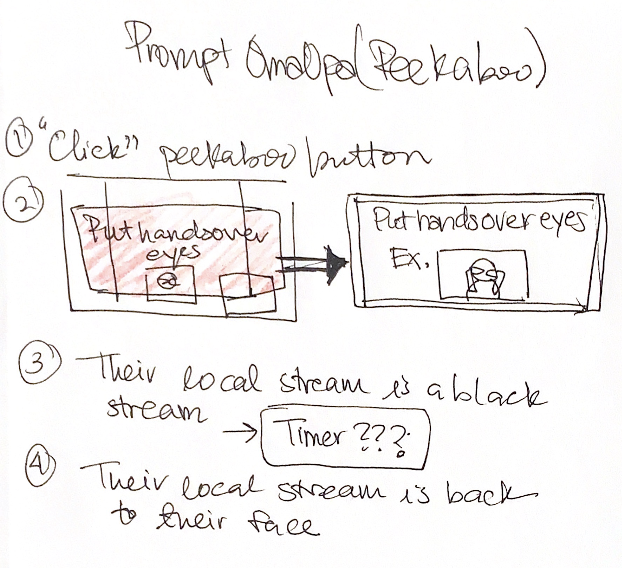 Prompt OmaOpa (Peekaboo)
① "Click" peekaboo button
②
Put hands over
eyes
Put hands over eyes
Ex.
③ Their local stream is a black
stream
→ Timer ???
④ Their local stream is back
to their face